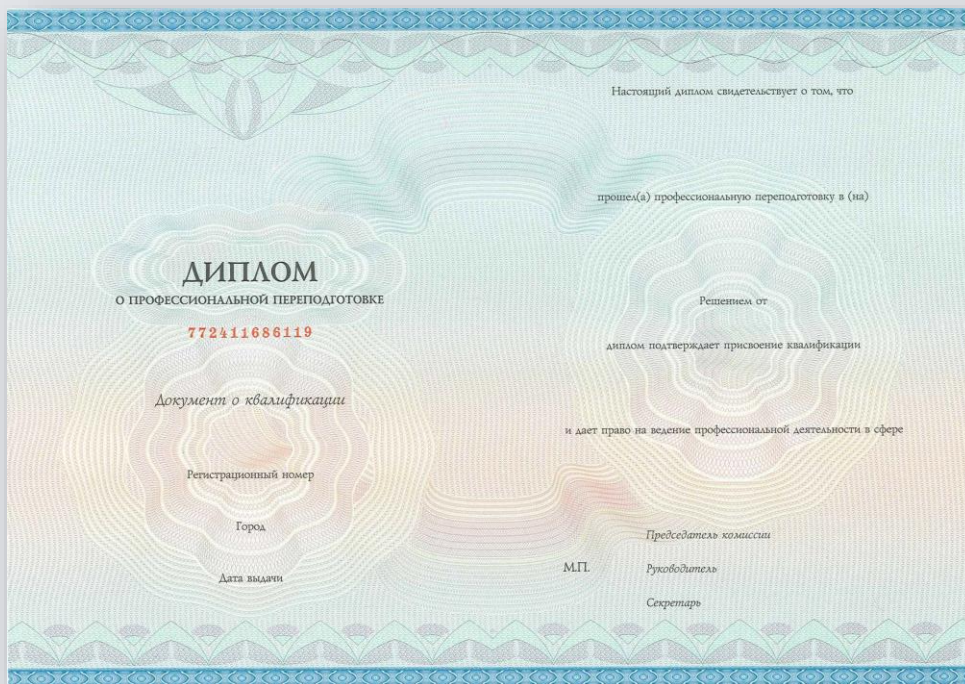 ДИПЛОМ
О ПРОФЕССИОНАЛЬНОЙ ПЕРЕПОДГОТОВКЕ
772411686119
Документ о квалификации
Регистрационный номер
Город
Дата выдачи
Настоящий диплом свидетельствует о том, что
прошел(а) профессиональную переподготовку в (на)
Решением от
диплом подтверждает присвоение квалификации
и дает право на ведение профессиональной деятельности в сфере
Председатель комиссии
М.П.
Руководитель
Секретарь